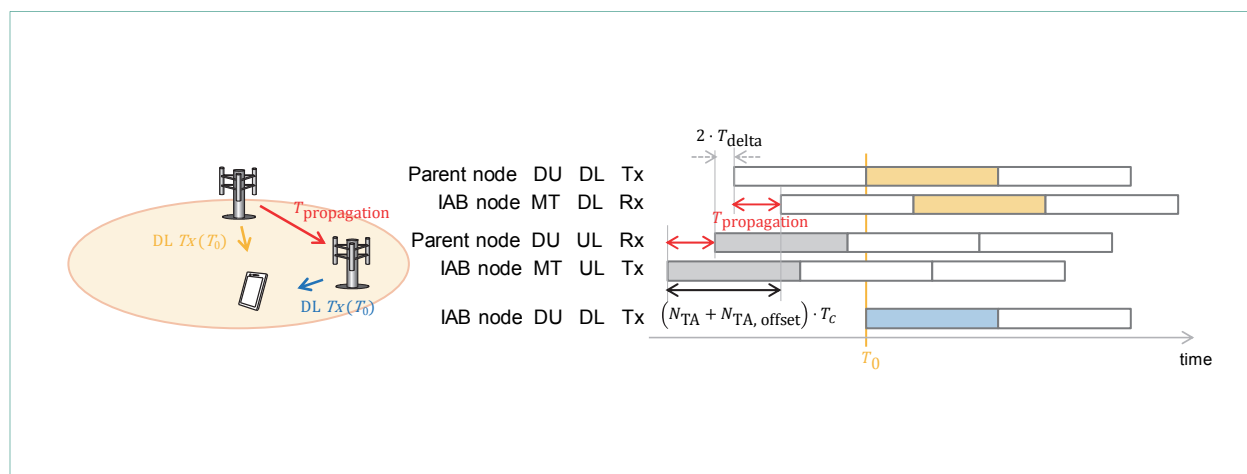 2 · T_delta
Parent node DU DL Tx
IAB node MT DL Rx
T_propagation
T_propagation
DL Tx(T_0)
Parent node DU UL Rx
IAB node MT UL Tx
DL Tx(T_0)
IAB node DU DL Tx
(N_TA + N_TA, offset) · T_c
T_0
time